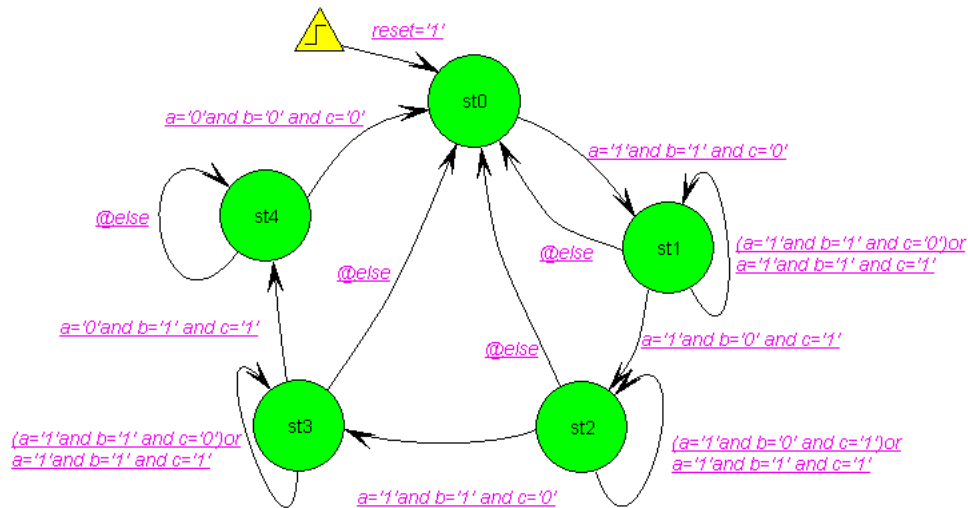 reset='1'
st0
a='0'and b='0' and c='0'
a='1'and b='1' and c='0'
st4
@else
st1
@else
(a='1'and b='1' and c='0')or
a='1'and b='1' and c='1'
@else
a='0'and b='1' and c='1'
a='1'and b='0' and c='1'
@else
st3
st2
(a='1'and b='1' and c='0')or
a='1'and b='1' and c='1'
(a='1'and b='0' and c='1')or
a='1'and b='1' and c='1'
a='1'and b='1' and c='0'